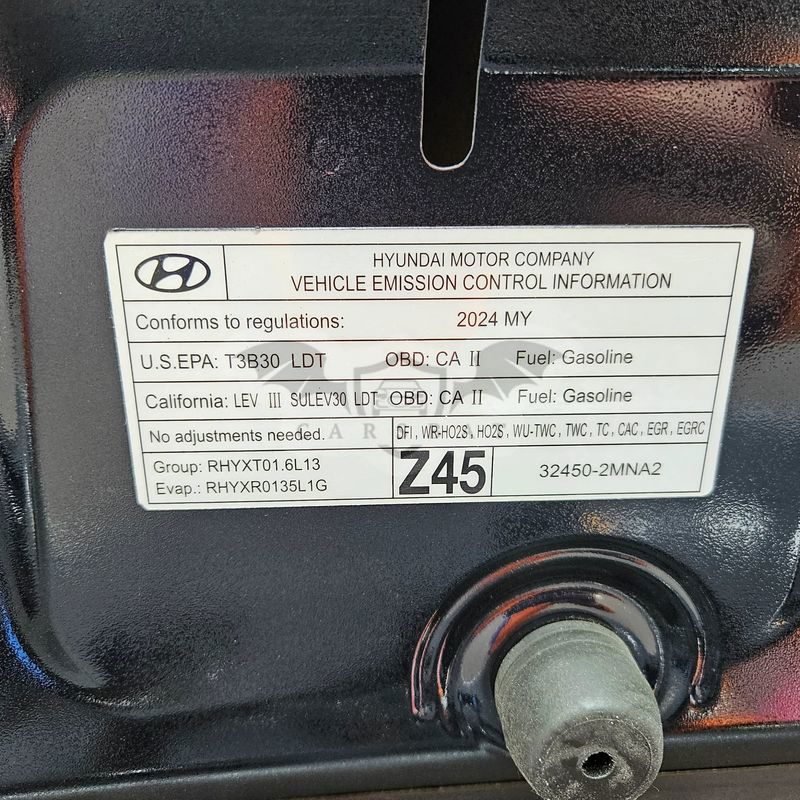 HYUNDAI MOTOR COMPANY
VEHICLE EMISSION CONTROL INFORMATION
Conforms to regulations: 2024 MY
U.S.EPA: T3B30 LDT OBD: CA II Fuel: Gasoline
California: LEV III SULEV30 LDT OBD: CA II Fuel: Gasoline
No adjustments needed. DFI, WR-HO2S, HO2S, WU-TWC, TWC, TC, CAC, EGR, EGRC
Group: RHYXT01.6L13
Evap.: RHYXR0135L1G
Z45
32450-2MNA2